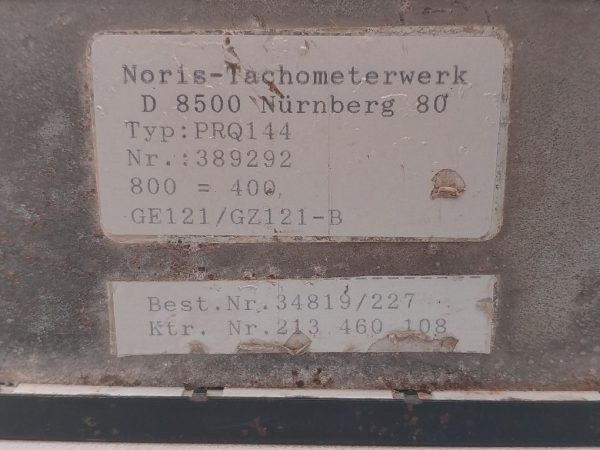 Noris-Tachometerwerk
D 8500 Nürnberg 80
Typ:PRQ144
Nr.:389292
800 = 400
GE121/GZ121-B
Best.Nr.34819/227
Ktr. Nr.213 460 108